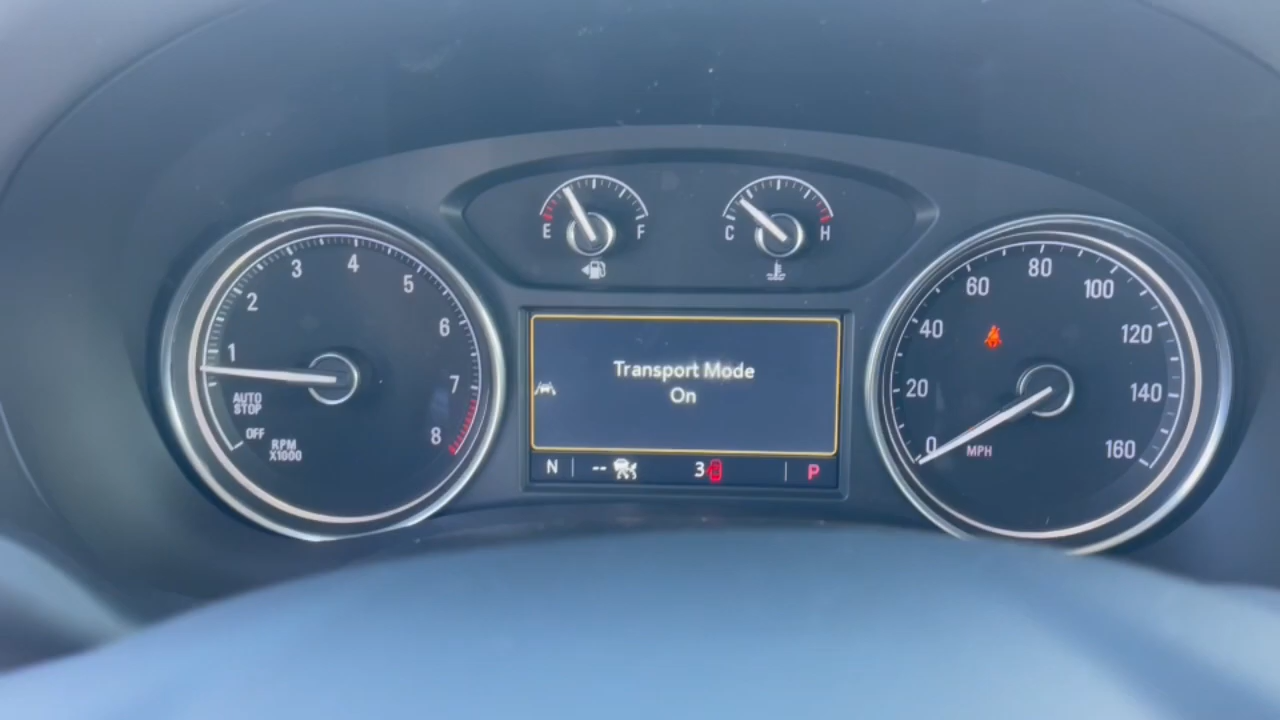 E F
C H
1
2
3
4
5
6
7
8
AUTO
STOP
OFF
RPM
X1000
Transport Mode
On
N -- 3 P
0
20
40
60
80
100
120
140
160
MPH